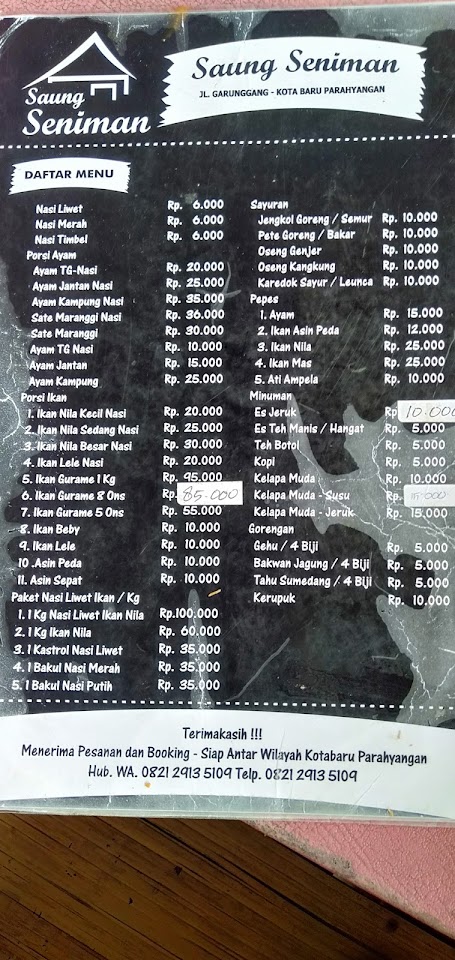 Saung
Seniman
Saung Seniman
JL. GARUNGGANG - KOTA BARU PARAHYANGAN
DAFTAR MENU
Nasi Liwet Rp. 6.000
Nasi Merah Rp. 6.000
Nasi Timbel Rp. 6.000
Porsi Ayam
Ayam TG-Nasi Rp. 20.000
Ayam Jantan Nasi Rp. 25.000
Ayam Kampung Nasi Rp. 35.000
Sate Maranggi Nasi Rp. 36.000
Sate Maranggi Rp. 30.000
Ayam TG Nasi Rp. 10.000
Ayam Jantan Rp. 15.000
Ayam Kampung Rp. 25.000
Porsi Ikan
1. Ikan Nila Kecil Nasi Rp. 20.000
2. Ikan Nila Sedang Nasi Rp. 25.000
3. Ikan Nila Besar Nasi Rp. 30.000
4. Ikan Lele Nasi Rp. 20.000
5. Ikan Gurame 1 Kg Rp. 95.000
6. Ikan Gurame 8 Ons Rp. 85.000
7. Ikan Gurame 5 Ons Rp. 55.000
8. Ikan Beby Rp. 10.000
9. Ikan Lele Rp. 10.000
10 .Asin Peda Rp. 10.000
11. Asin Sepat Rp. 10.000
Paket Nasi Liwet Ikan / Kg
1. 1 Kg Nasi Liwet Ikan Nila Rp.100.000
2. 1 Kg Ikan Nila Rp. 60.000
3. 1 Kastrol Nasi Liwet Rp. 35.000
4. 1 Bakul Nasi Merah Rp. 35.000
5. 1 Bakul Nasi Putih Rp. 35.000
Sayuran
Jengkol Goreng / Semur Rp. 10.000
Pete Goreng / Bakar Rp. 10.000
Oseng Genjer Rp. 10.000
Oseng Kangkung Rp. 10.000
Karedok Sayur / Leunca Rp. 10.000
Pepes
1. Ayam Rp. 15.000
2. Ikan Asin Peda Rp. 12.000
3. Ikan Nila Rp. 25.000
4. Ikan Mas Rp. 25.000
5. Ati Ampela Rp. 10.000
Minuman
Es Jeruk Rp 10.000
Es Teh Manis / Hangat Rp. 5.000
Teh Botol Rp. 5.000
Kopi Rp. 5.000
Kelapa Muda Rp. 10.000
Kelapa Muda - Susu Rp.
Kelapa Muda - Jeruk Rp. 15.000
Gorengan
Gehu / 4 Biji Rp. 5.000
Bakwan Jagung / 4 Biji Rp. 5.000
Tahu Sumedang / 4 Biji Rp. 5.000
Kerupuk Rp. 10.000
Terimakasih !!!
Menerima Pesanan dan Booking - Siap Antar Wilayah Kotabaru Parahyangan
Hub. WA. 0821 2913 5109 Telp. 0821 2913 5109